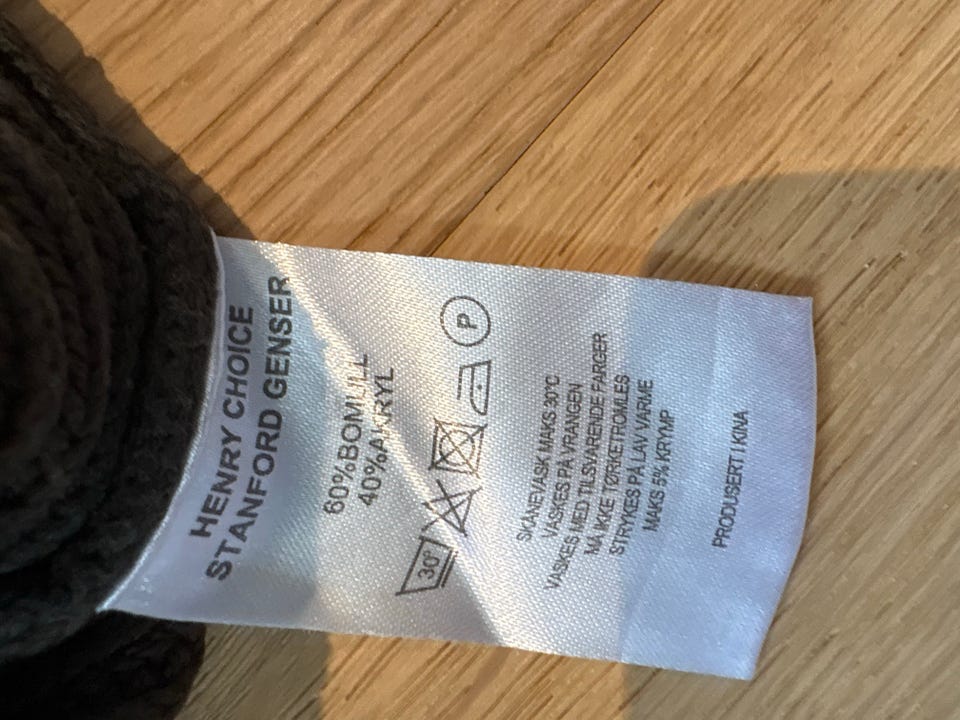 HENRY CHOICE
STANFORD GENSER
60%BOMULL
40%AKRYL
30° P
SKÅNEVASK MAKS 30°C
VASKES PÅ VRANGEN
VASKES MED TILSVARENDE FARGER
MÅ IKKE TØRKETROMLES
STRYKES PÅ LAV VARME
MAKS 5% KRYMP
PRODUSERT I KINA